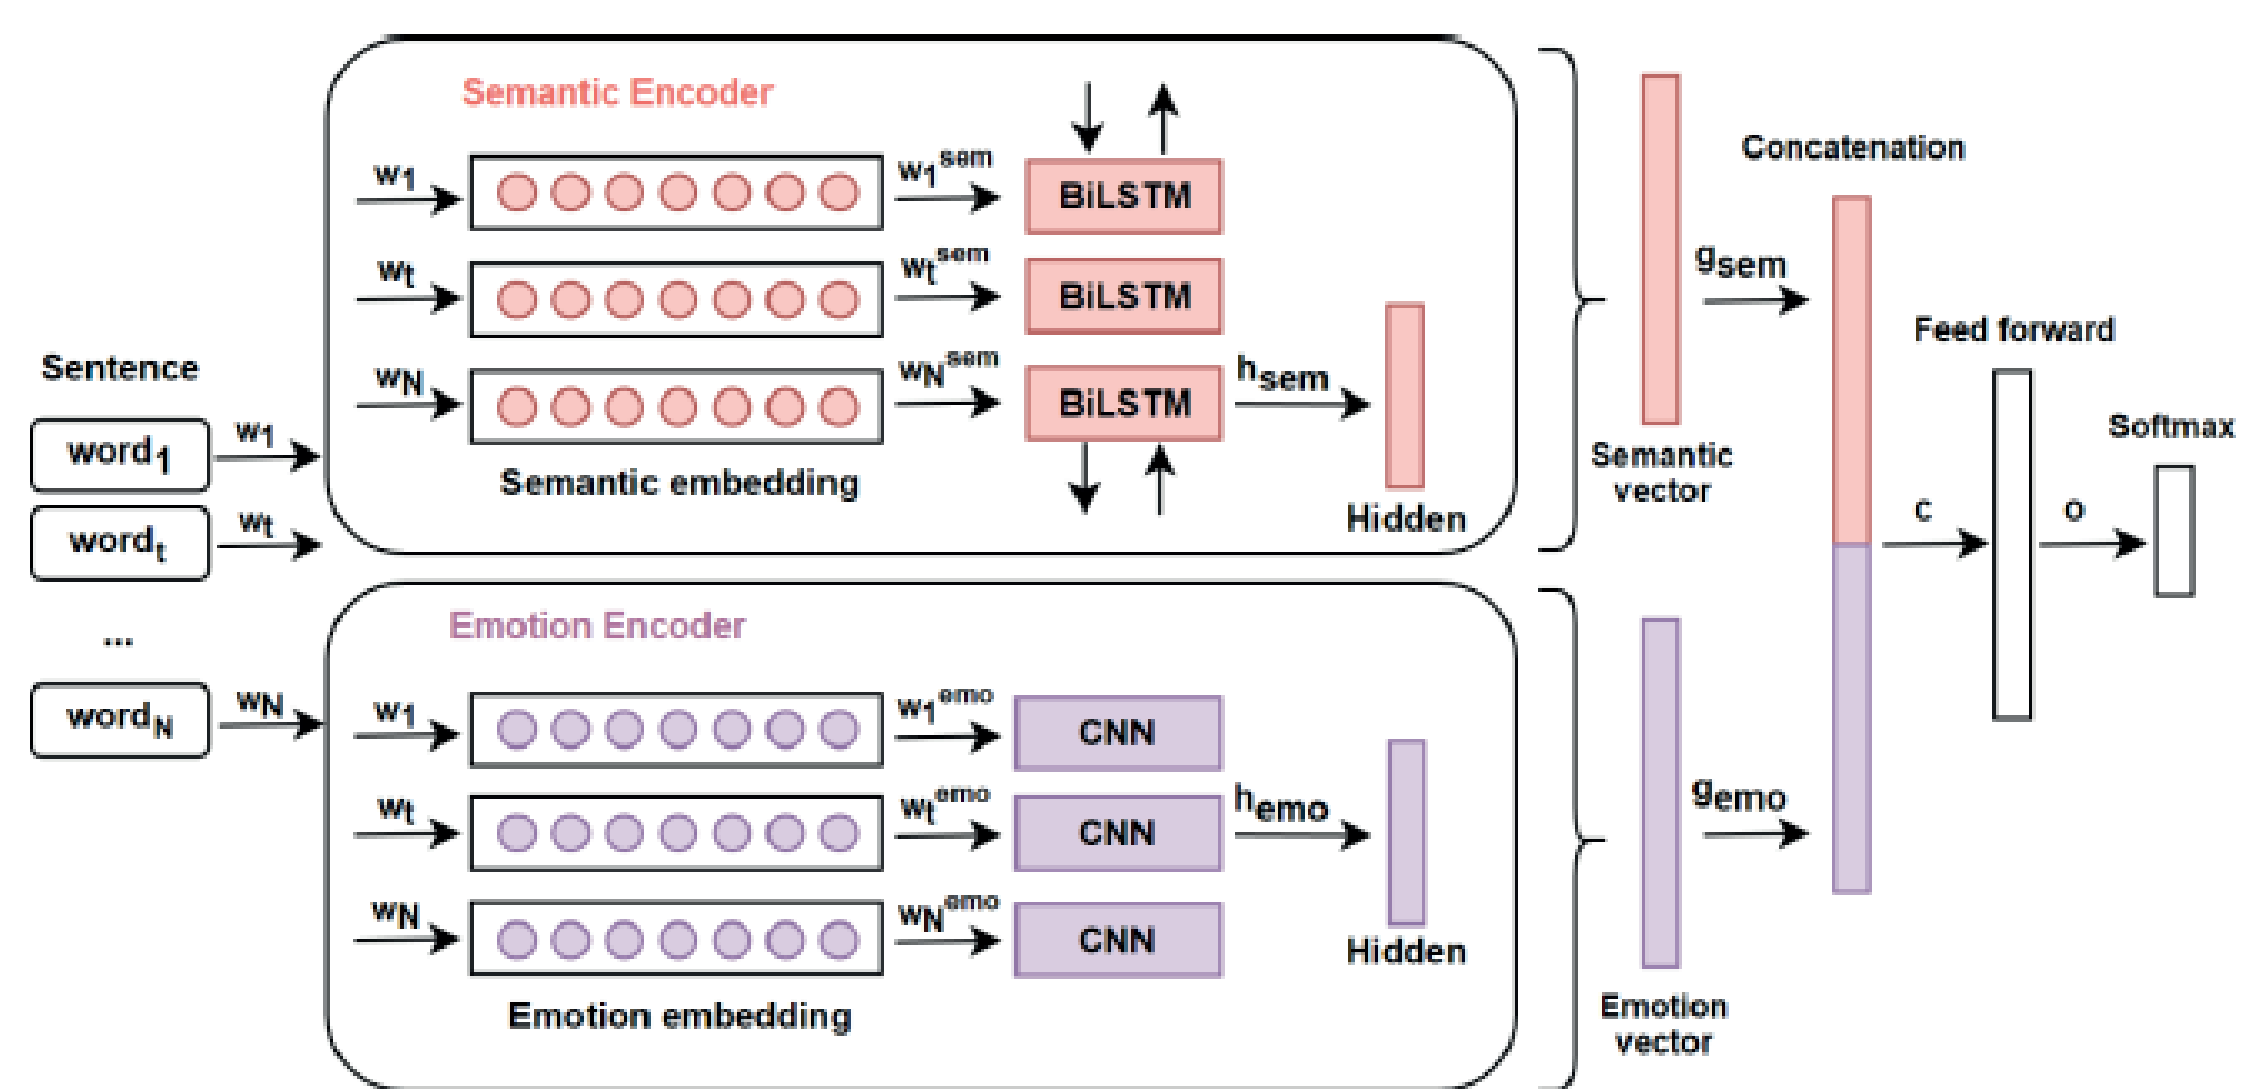 Sentence
word1
w1
wordt
wt
...
wordN
wN
Semantic Encoder
w1
w1sem
BiLSTM
wt
wtsem
BiLSTM
wN
wNsem
BiLSTM
hsem
Semantic embedding
Hidden
Emotion Encoder
w1
w1emo
CNN
wt
wtemo
CNN
hemo
wN
wNemo
CNN
Hidden
Emotion embedding
Semantic
vector
gsem
Emotion
vector
gemo
Concatenation
c
Feed forward
o
Softmax